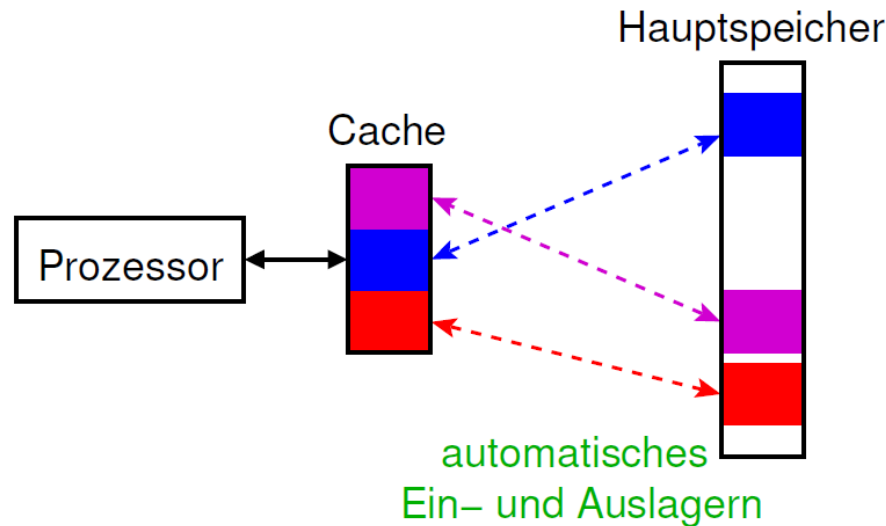 Hauptspeicher
Cache
Prozessor
automatisches
Ein− und Auslagern